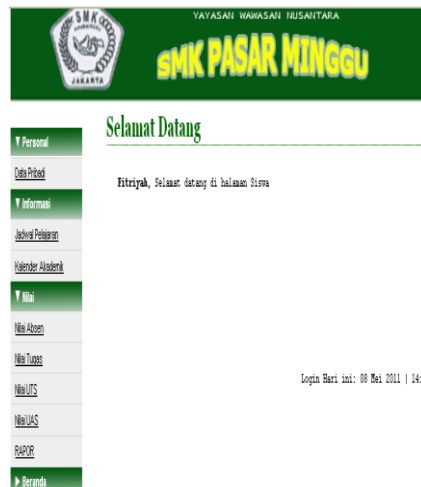 SMK
JAKARTA
YAYASAN WAWASAN NUSANTARA
SMK PASAR MINGGU
Selamat Datang
▼ Personal
Data Pribadi
Fitriyah, Selamat datang di halaman Siswa
▼ Informasi
Jadwal Pelajaran
Kalender Akademik
▼ Nilai
Nilai Absen
Nilai Tugas
Login Hari ini: 08 Mei 2011 | 14:
Nilai UTS
Nilai UAS
RAPOR
▶ Beranda